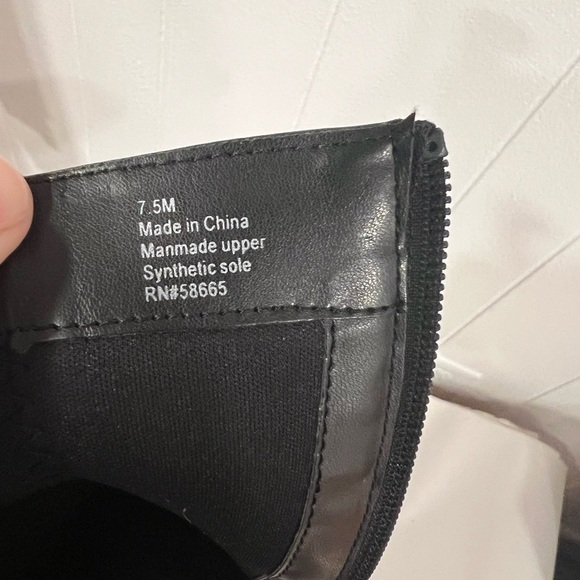 7.5M
Made in China
Manmade upper
Synthetic sole
RN#58665